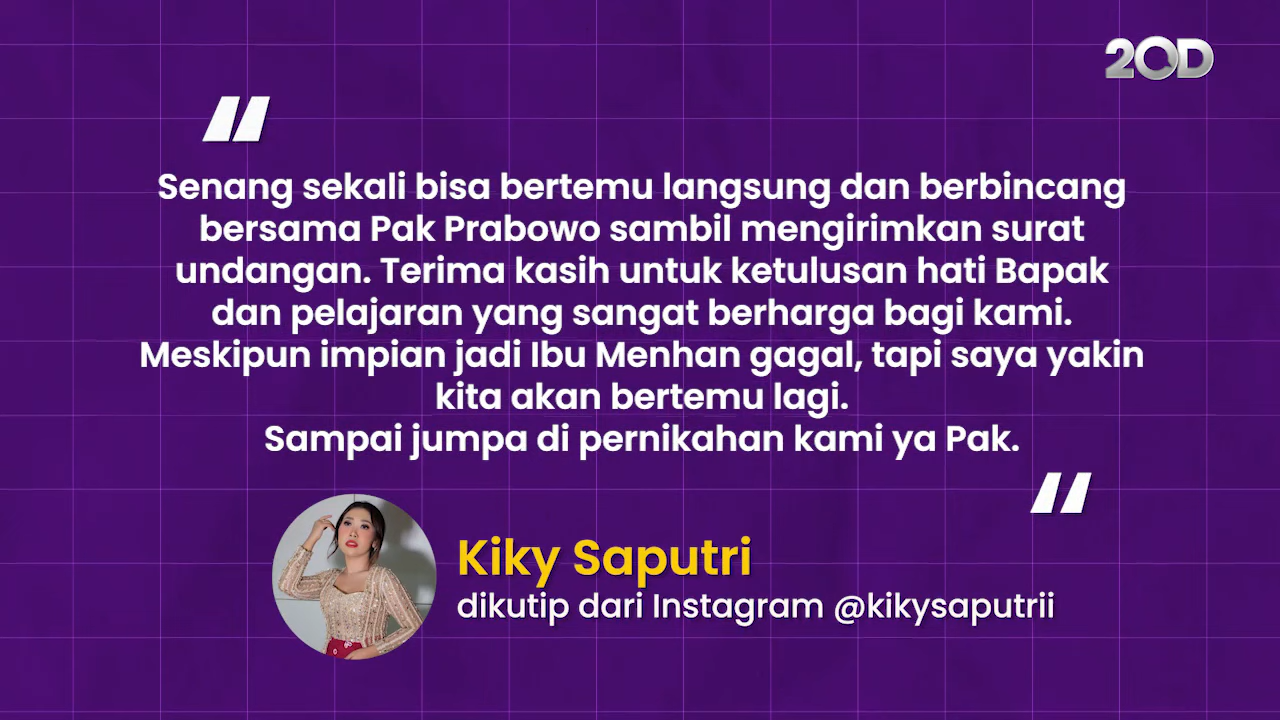 20D
"
Senang sekali bisa bertemu langsung dan berbincang
bersama Pak Prabowo sambil mengirimkan surat
undangan. Terima kasih untuk ketulusan hati Bapak
dan pelajaran yang sangat berharga bagi kami.
Meskipun impian jadi Ibu Menhan gagal, tapi saya yakin
kita akan bertemu lagi.
Sampai jumpa di pernikahan kami ya Pak.
"
Kiky Saputri
dikutip dari Instagram @kikysaputrii